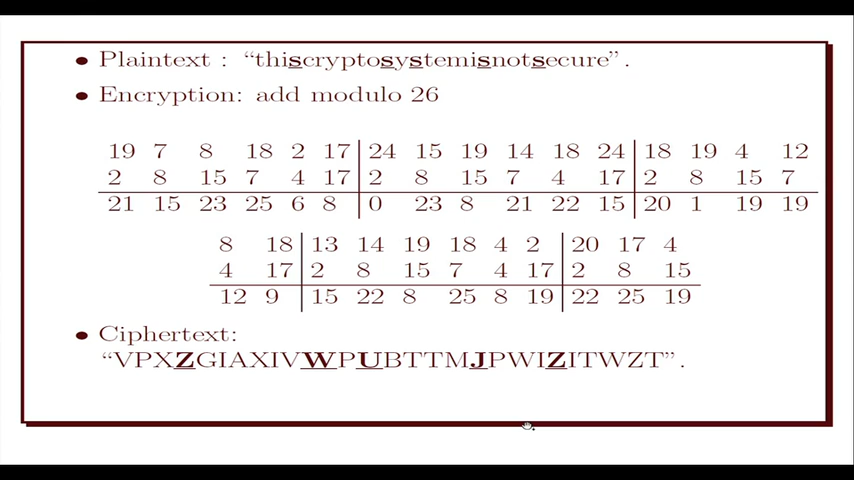 • Plaintext : “thiscryptosystemisnotsecure”.
• Encryption: add modulo 26
19 7 8 18 2 17 24 15 19 14 18 24 18 19 4 12
2 8 15 7 4 17 2 8 15 7 4 17 2 8 15 7
21 15 23 25 6 8 0 23 8 21 22 15 20 1 19 19
8 18 13 14 19 18 4 2 20 17 4
4 17 2 8 15 7 4 17 2 8 15
12 9 15 22 8 25 8 19 22 25 19
• Ciphertext:
“VPXZGIAXIVWPUBTTMJPWIZITWZT”.